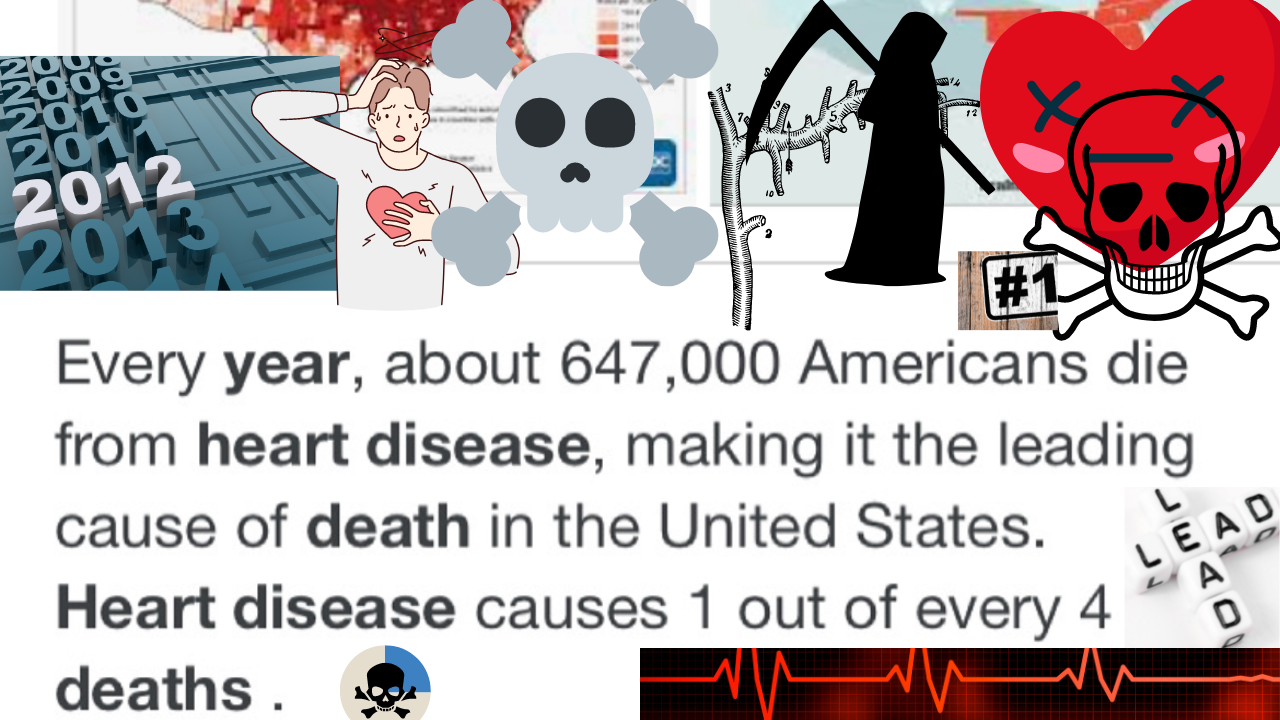 2008
2009
2010
2011
2012
2013
#1
Every year, about 647,000 Americans die
from heart disease, making it the leading
cause of death in the United States.
Heart disease causes 1 out of every 4
deaths .
L
LEAD
A
D